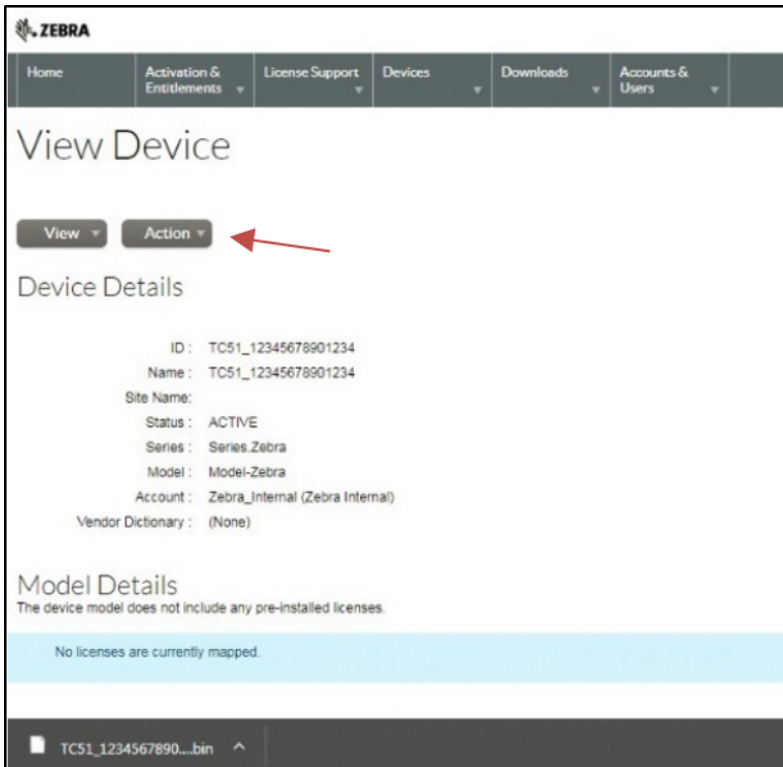 ZEBRA
Home Activation & Entitlements License Support Devices Downloads Accounts & Users
View Device
View Action
Device Details
ID : TC51_12345678901234
Name : TC51_12345678901234
Site Name:
Status : ACTIVE
Series : Series.Zebra
Model : Model-Zebra
Account : Zebra_Internal (Zebra Internal)
Vendor Dictionary : (None)
Model Details
The device model does not include any pre-installed licenses.
No licenses are currently mapped.
TC51_1234567890....bin